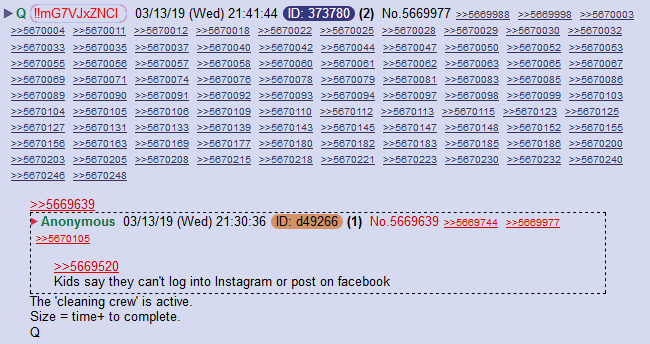 Q !!mG7VJxZNCI 03/13/19 (Wed) 21:41:44 ID: 373780 (2) No.5669977 >>5669988 >>5669998 >>5670003
>>5670004 >>5670011 >>5670012 >>5670018 >>5670022 >>5670025 >>5670028 >>5670029 >>5670030 >>5670032
>>5670033 >>5670035 >>5670037 >>5670040 >>5670042 >>5670044 >>5670047 >>5670050 >>5670052 >>5670055
>>5670056 >>5670057 >>5670058 >>5670060 >>5670061 >>5670062 >>5670063 >>5670065 >>5670067
>>5670069 >>5670071 >>5670074 >>5670076 >>5670078 >>5670079 >>5670081 >>5670083 >>5670085 >>5670086
>>5670089 >>5670090 >>5670091 >>5670092 >>5670093 >>5670094 >>5670097 >>5670098 >>5670099 >>5670103
>>5670104 >>5670105 >>5670106 >>5670109 >>5670110 >>5670112 >>5670113 >>5670115 >>5670123 >>5670125
>>5670127 >>5670131 >>5670133 >>5670139 >>5670143 >>5670145 >>5670147 >>5670148 >>5670152 >>5670155
>>5670156 >>5670163 >>5670169 >>5670177 >>5670180 >>5670182 >>5670183 >>5670185 >>5670186 >>5670200
>>5670203 >>5670205 >>5670208 >>5670215 >>5670218 >>5670221 >>5670223 >>5670230 >>5670232 >>5670240
>>5670246 >>5670248
>>5669639
Anonymous 03/13/19 (Wed) 21:30:36 ID: d49266 (1) No.5669639 >>5669744 >>5669977
>>5670105
>>5669520
Kids say they can't log into Instagram or post on facebook
The 'cleaning crew' is active.
Size = time+ to complete.
Q